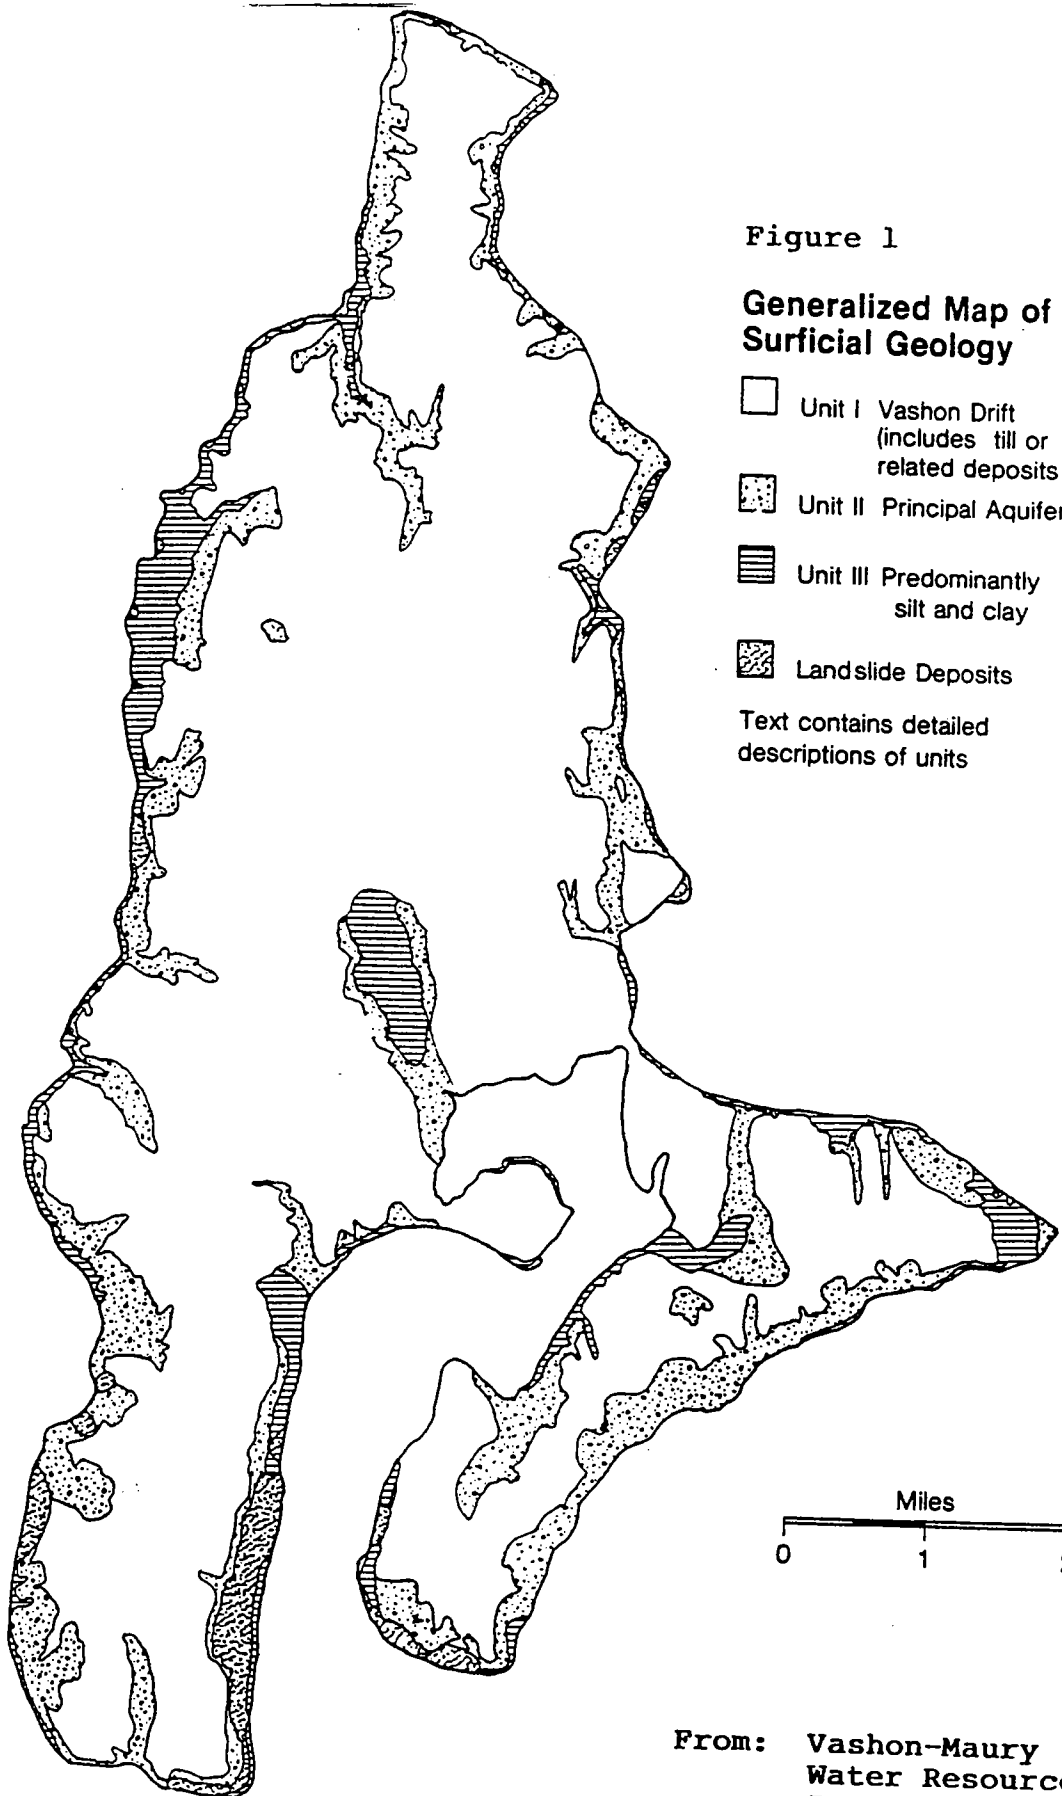 Figure 1
Generalized Map of
Surficial Geology
Unit I Vashon Drift
(includes till or
related deposits
Unit II Principal Aquifer
Unit III Predominantly
silt and clay
Landslide Deposits
Text contains detailed
descriptions of units
Miles
0 1
From: Vashon-Maury
Water Resource